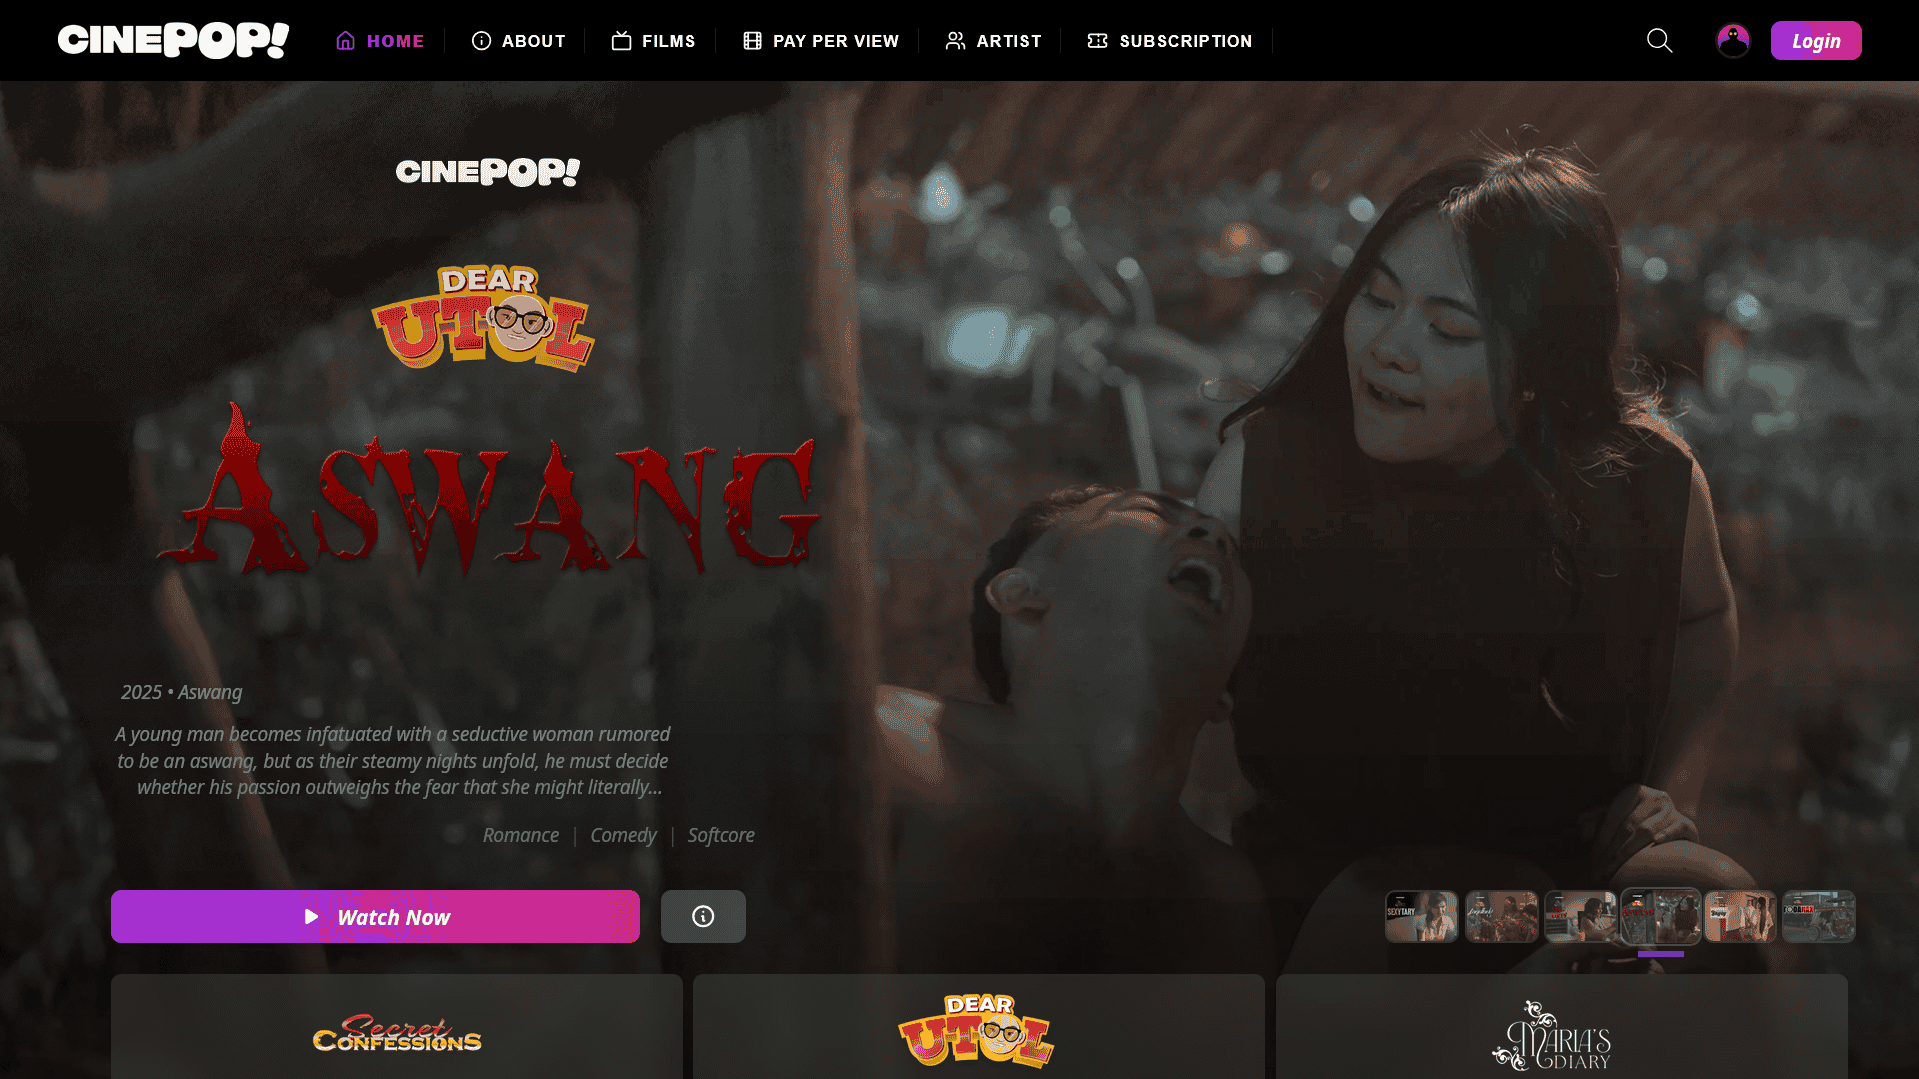 CINEPOP!
HOME
ABOUT
FILMS
PAY PER VIEW
ARTIST
SUBSCRIPTION
Login
CINEPOP!
DEAR
UTOL
ASWANG
2025 • Aswang
A young man becomes infatuated with a seductive woman rumored
to be an aswang, but as their steamy nights unfold, he must decide
whether his passion outweighs the fear that she might literally...
Romance | Comedy | Softcore
Watch Now
SEXYTARY
Secret
CONFESSIONS
DEAR
UTOL
MARIA'S
DIARY